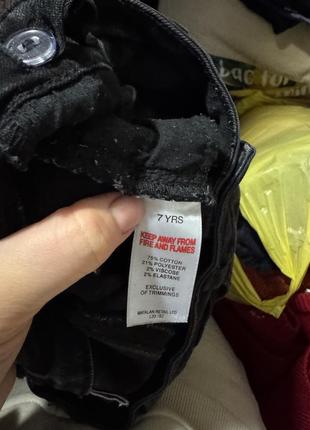 7 YRS
KEEP AWAY FROM
FIRE AND FLAMES
75% COTTON
21% POLYESTER
2% VISCOSE
2% ELASTANE
EXCLUSIVE
OF TRIMMINGS
MATALAN RETAIL LTD